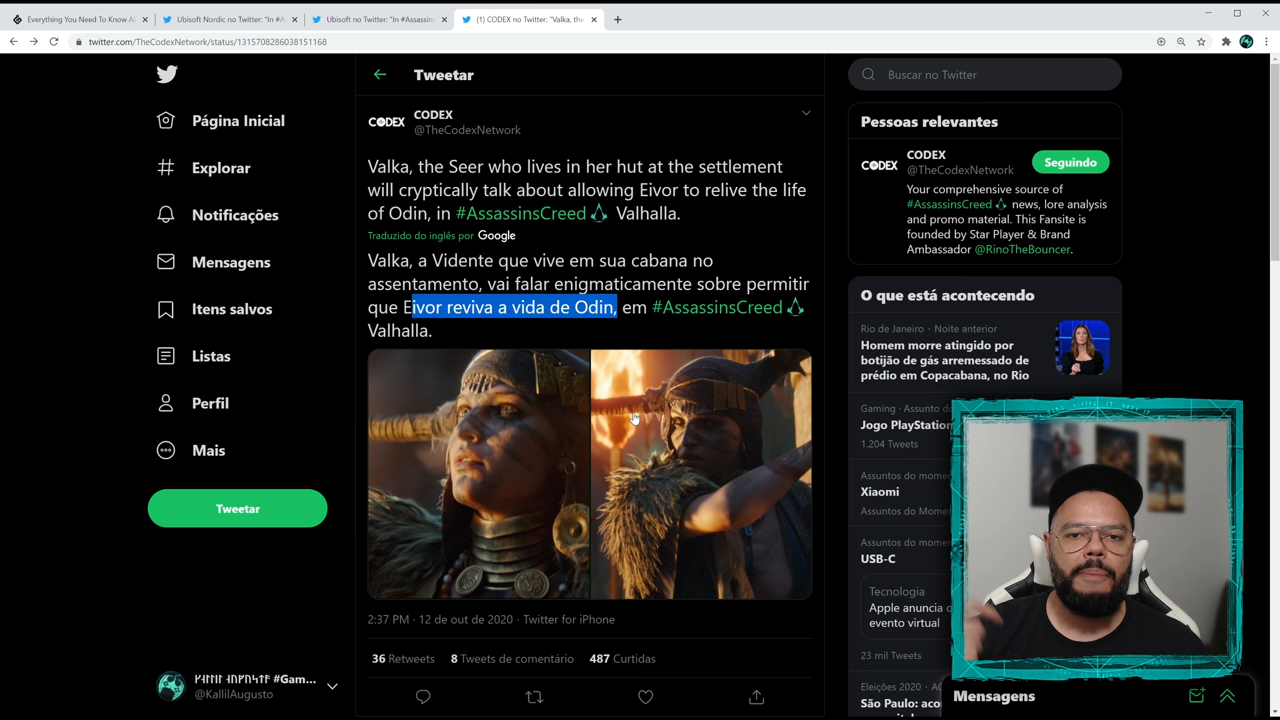 Everything You Need To Know A
Ubisoft Nordic no Twitter: "In #A
Ubisoft no Twitter: "In #Assassin
(1) CODEX no Twitter: "Valka, the
twitter.com/TheCodexNetwork/status/1315708286038151168
Página Inicial
Explorar
Notificações
Mensagens
Itens salvos
Listas
Perfil
Mais
Tweetar
#Gam...
@KallilAugusto
Tweetar
CODEX
CODEX
@TheCodexNetwork
Valka, the Seer who lives in her hut at the settlement
will cryptically talk about allowing Eivor to relive the life
of Odin, in #AssassinsCreed Valhalla.
Traduzido do inglês por Google
Valka, a Vidente que vive em sua cabana no
assentamento, vai falar enigmaticamente sobre permitir
que Eivor reviva a vida de Odin, em #AssassinsCreed
Valhalla.
2:37 PM · 12 de out de 2020 · Twitter for iPhone
36 Retweets 8 Tweets de comentário 487 Curtidas
Buscar no Twitter
Pessoas relevantes
CODEX
CODEX
@TheCodexNetwork
Seguindo
Your comprehensive source of
#AssassinsCreed news, lore analysis
and promo material. This Fansite is
founded by Star Player & Brand
Ambassador @RinoTheBouncer.
O que está acontecendo
Rio de Janeiro · Noite anterior
Homem morre atingido por
botijão de gás arremessado de
prédio em Copacabana, no Rio
Gaming · Assunto d
Jogo PlayStation
1.204 Tweets
Assuntos do momen
Xiaomi
Assuntos do Momen
Assuntos do momen
USB-C
Tecnologia
Apple anuncia o
evento virtual
23 mil Tweets
Eleições 2020 · A
São Paulo: aco
Mensagens